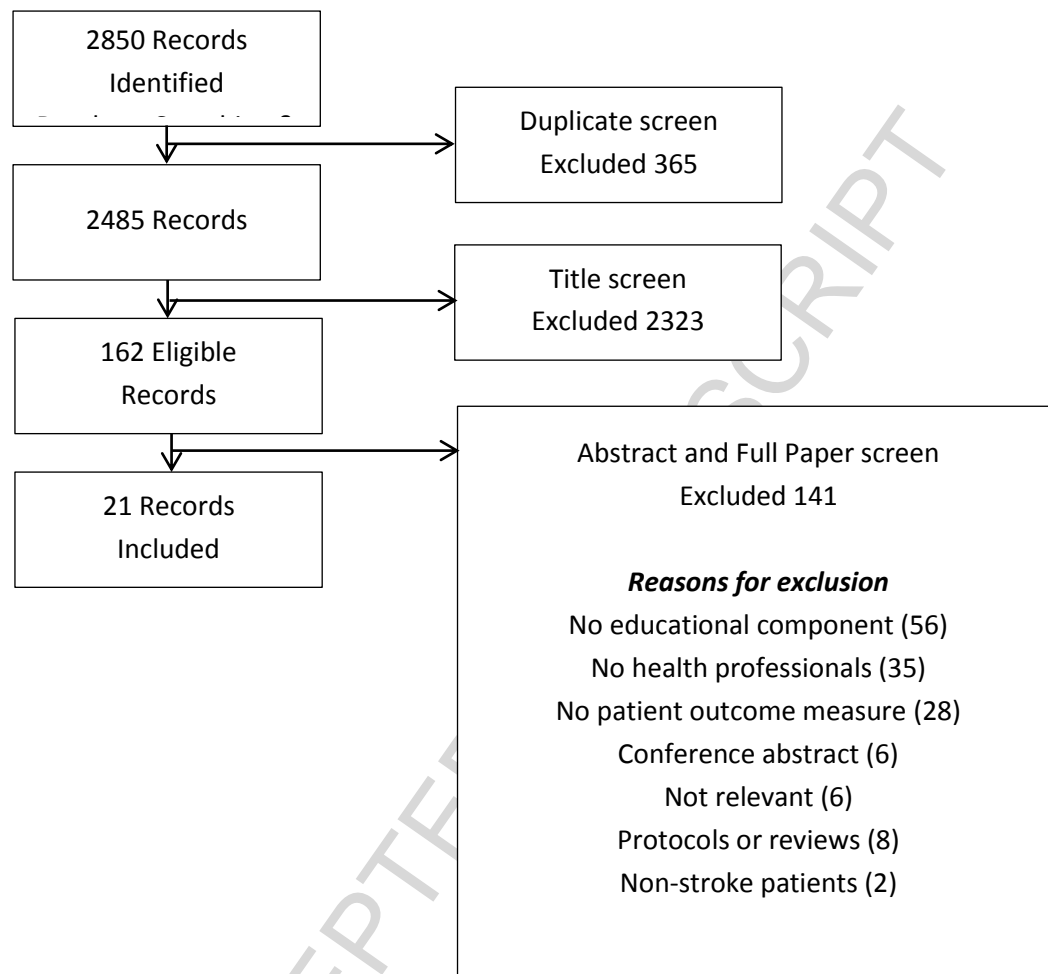 2850 Records
Identified
Duplicate screen
Excluded 365
2485 Records
Title screen
Excluded 2323
162 Eligible
Records
Abstract and Full Paper screen
Excluded 141
21 Records
Included
Reasons for exclusion
No educational component (56)
No health professionals (35)
No patient outcome measure (28)
Conference abstract (6)
Not relevant (6)
Protocols or reviews (8)
Non-stroke patients (2)